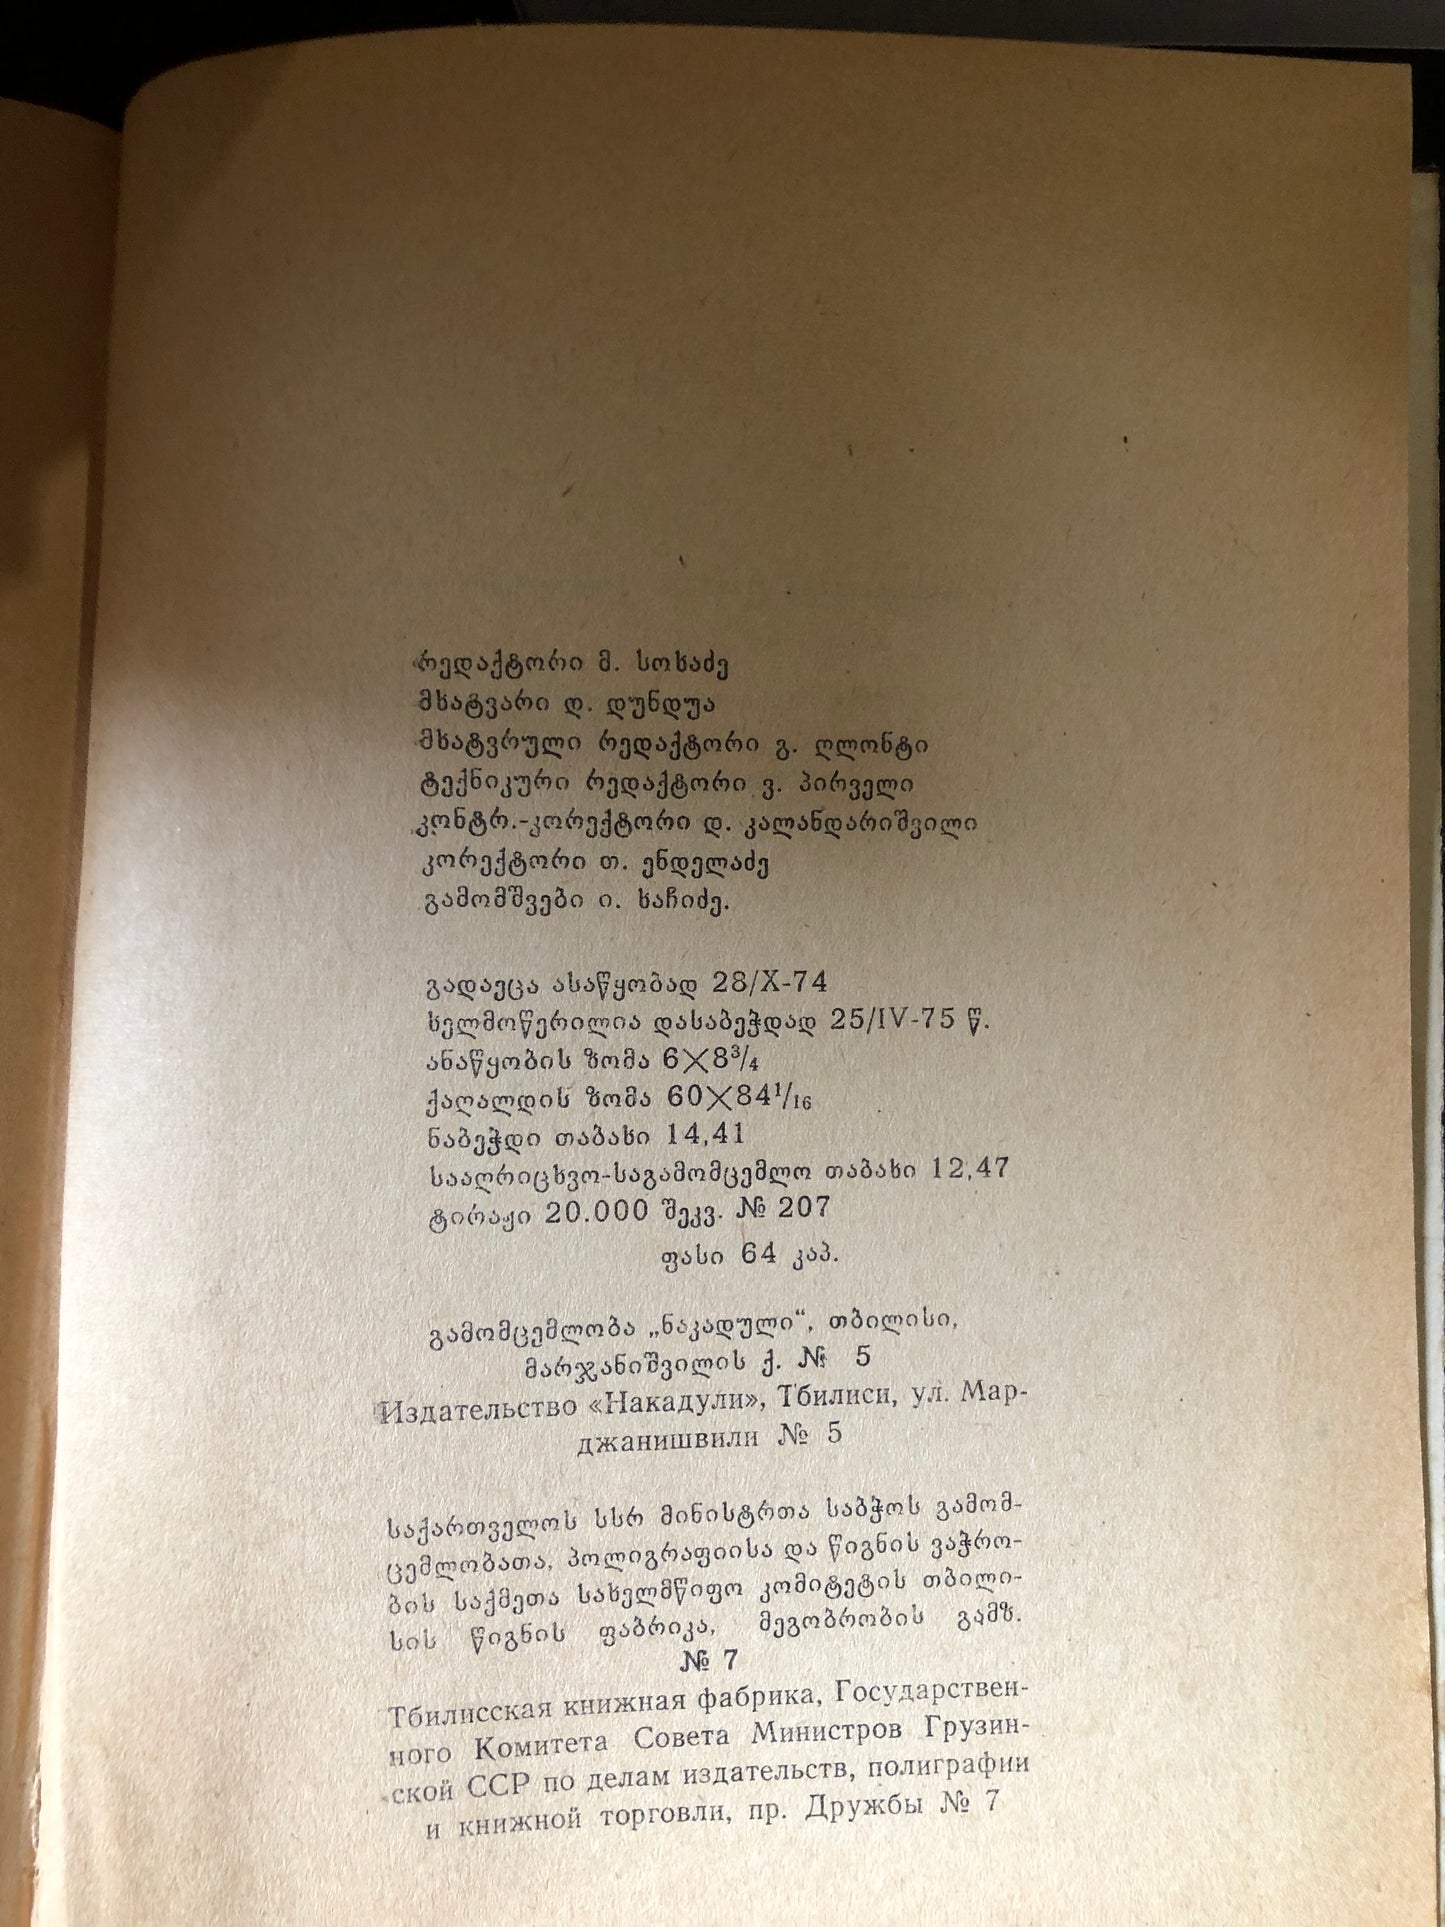 რედაქტორი მ. სოხაძე
მხატვარი დ. დუნდუა
მხატვრული რედაქტორი გ. ღლონტი
ტექნიკური რედაქტორი ვ. პირველი
კონტრ.-კორექტორი დ. კალანდარიშვილი
კორექტორი თ. ენდელაძე
გამომშვები ი. საჩიძე.
გადაეცა ასაწყობად 28/X-74
ხელმოწერილია დასაბეჭდად 25/IV-75 წ.
ანაწყობის ზომა 6×8³/₄
ქაღალდის ზომა 60×84¹/₁₆
ნაბეჭდი თაბახი 14,41
სააღრიცხვო-საგამომცემლო თაბახი 12,47
ტირაჟი 20.000 შეკვ. № 207
ფასი 64 კაპ.
გამომცემლობა „ნაკადული“, თბილისი,
მარჯანიშვილის ქ. № 5
Издательство «Накадули», Тбилиси, ул. Мар-
джанишвили № 5
საქართველოს სსრ მინისტრთა საბჭოს გამომ-
ცემლობათა, პოლიგრაფიისა და წიგნის ვაჭრო-
ბის საქმეთა სახელმწიფო კომიტეტის თბილი-
სის წიგნის ფაბრიკა, მეგობრობის გამზ.
№ 7
Тбилисская книжная фабрика, Государствен-
ного Комитета Совета Министров Грузин-
ской ССР по делам издательств, полиграфии
и книжной торговли, пр. Дружбы № 7